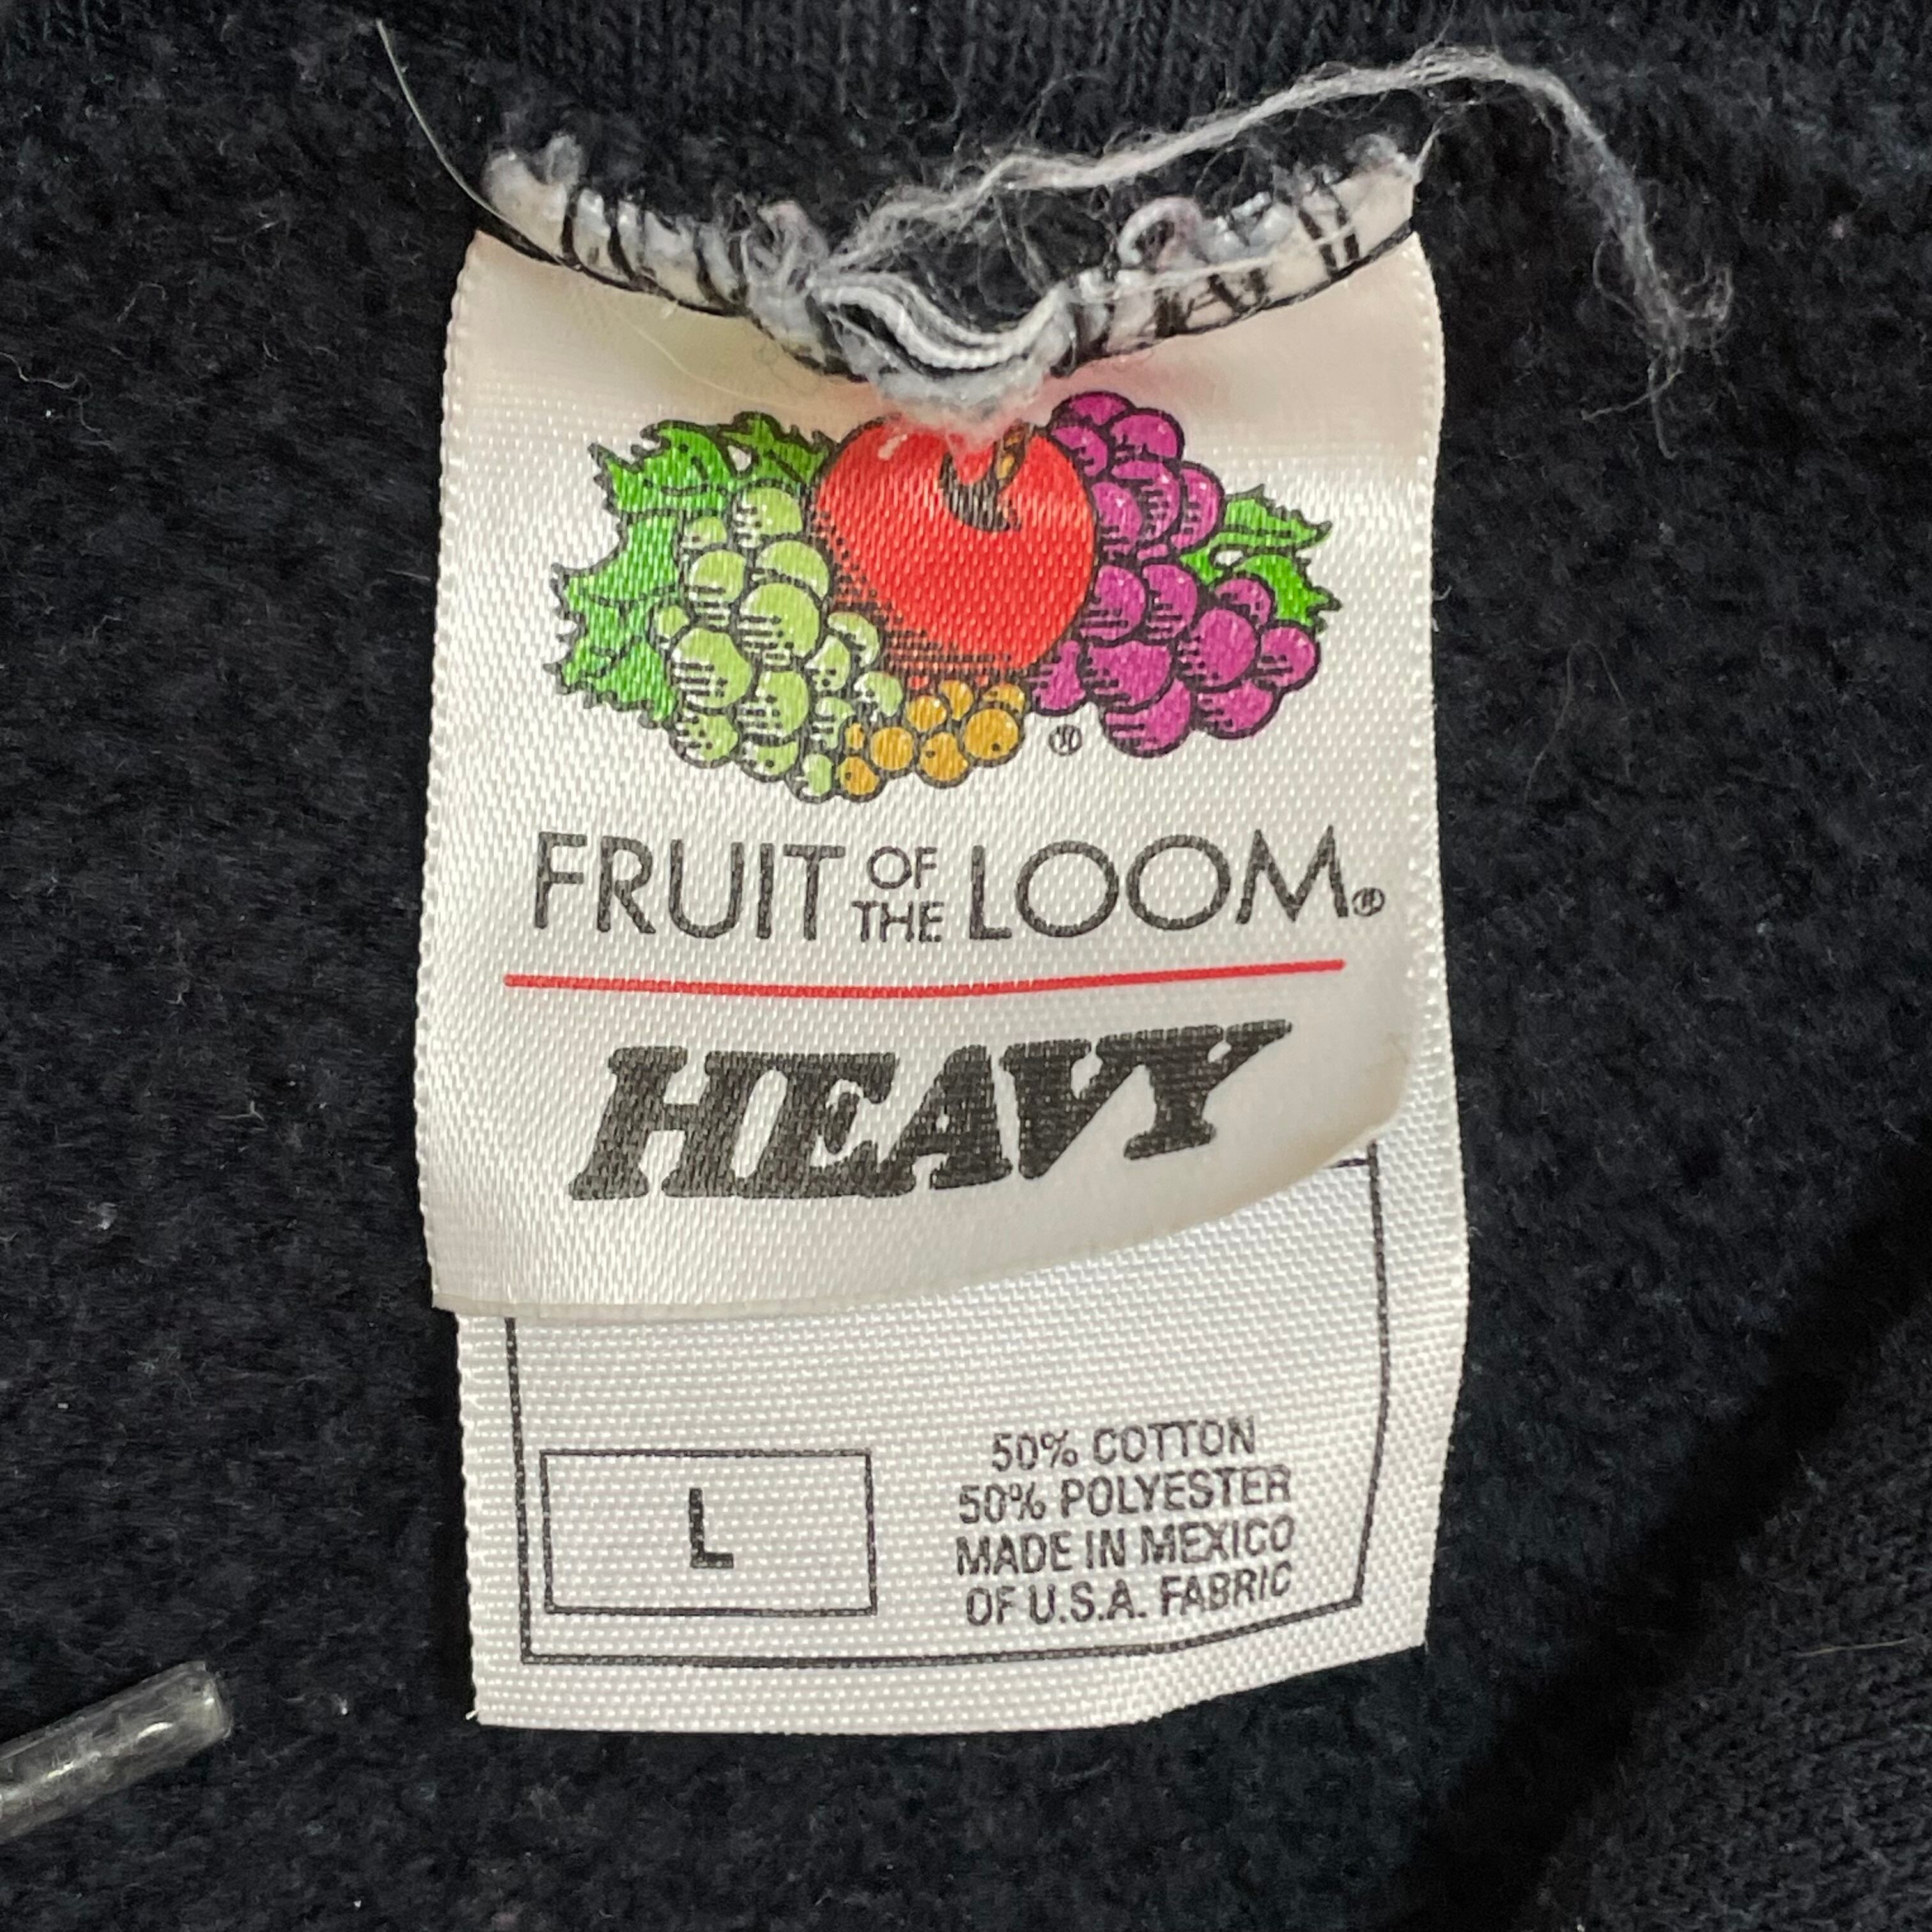 FRUIT OF THE LOOM®
HEAVY
L
50% COTTON
50% POLYESTER
MADE IN MEXICO
OF U.S.A. FABRIC